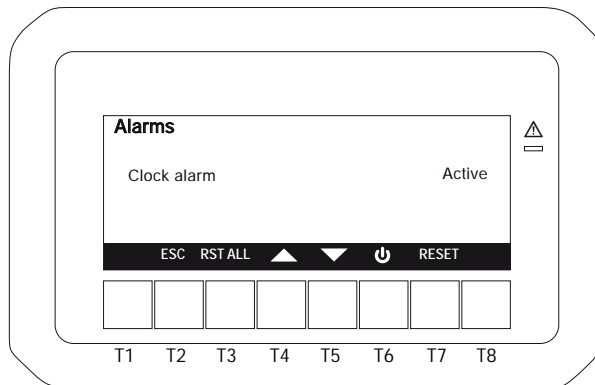 Alarms
Clock alarm Active
ESC RST ALL RESET
T1 T2 T3 T4 T5 T6 T7 T8